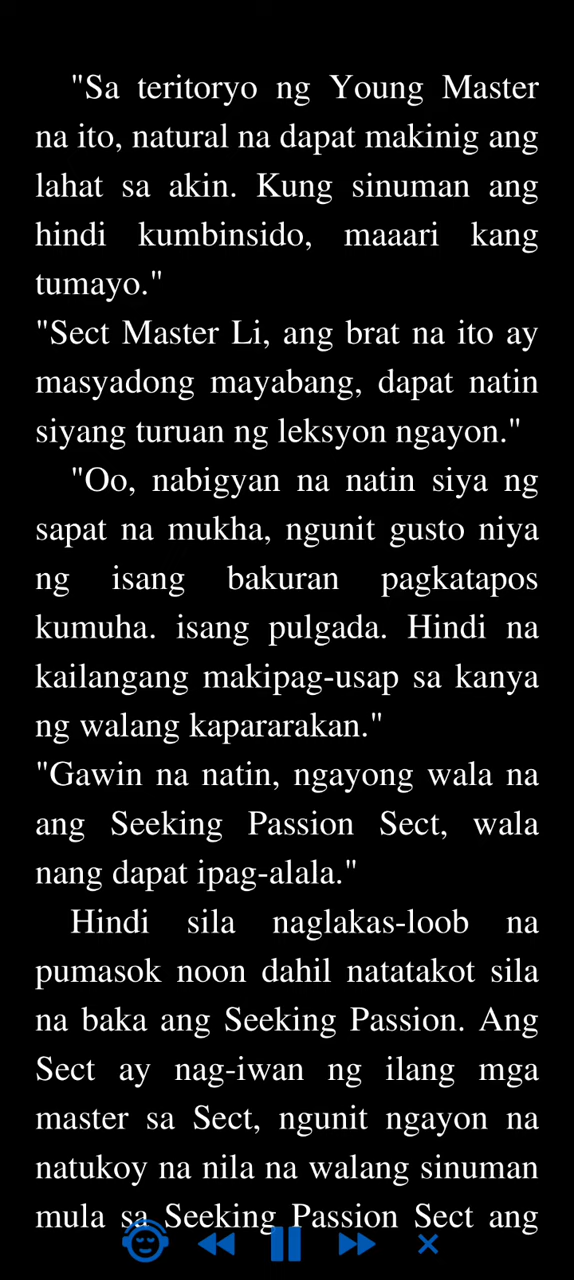 "Sa teritoryo ng Young Master
na ito, natural na dapat makinig ang
lahat sa akin. Kung sinuman ang
hindi kumbinsido, maaari kang
tumayo."
"Sect Master Li, ang brat na ito ay
masyadong mayabang, dapat natin
siyang turuan ng leksyon ngayon."
"Oo, nabigyan na natin siya ng
sapat na mukha, ngunit gusto niya
ng isang bakuran pagkatapos
kumuha. isang pulgada. Hindi na
kailangang makipag-usap sa kanya
ng walang kapararakan."
"Gawin na natin, ngayong wala na
ang Seeking Passion Sect, wala
nang dapat ipag-alala."
Hindi sila naglakas-loob na
pumasok noon dahil natatakot sila
na baka ang Seeking Passion. Ang
Sect ay nag-iwan ng ilang mga
master sa Sect, ngunit ngayon na
natukoy na nila na walang sinuman
mula sa Seeking Passion Sect ang